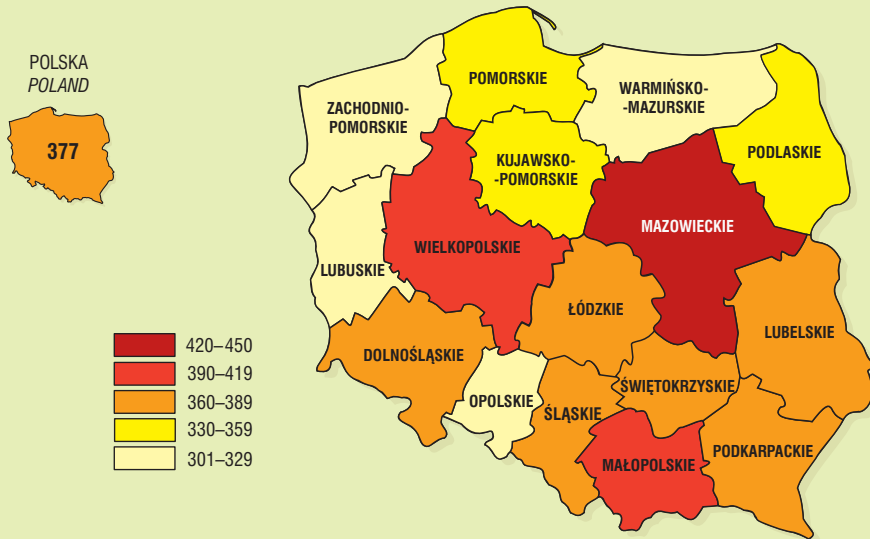 POLSKA
POLAND
377
POMORSKIE
WARMIŃSKO-
-MAZURSKIE
ZACHODNIO-
POMORSKIE
KUJAWSKO-
-POMORSKIE
PODLASKIE
MAZOWIECKIE
WIELKOPOLSKIE
LUBUSKIE
ŁÓDZKIE
LUBELSKIE
DOLNOŚLĄSKIE
OPOLSKIE
ŚLĄSKIE
ŚWIĘTOKRZYSKIE
MAŁOPOLSKIE
PODKARPACKIE
420–450
390–419
360–389
330–359
301–329